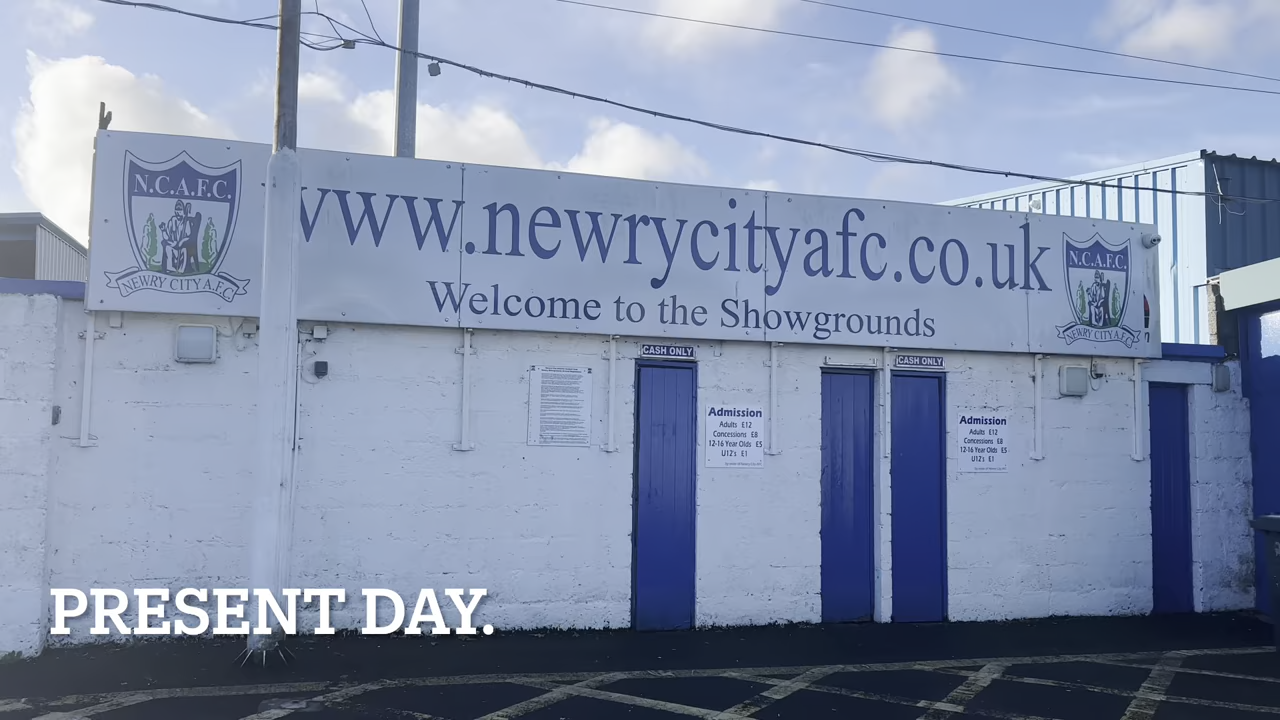 N.C.A.F.C.
NEWRY CITY A.F.C.
www.newrycityafc.co.uk
Welcome to the Showgrounds
N.C.A.F.C.
NEWRY CITY A.F.C.
CASH ONLY
CASH ONLY
Admission
Adults £12
Concessions £8
12-16 Year Olds £5
U12's £1
Admission
Adults £12
Concessions £8
12-16 Year Olds £5
U12's £1
PRESENT DAY.